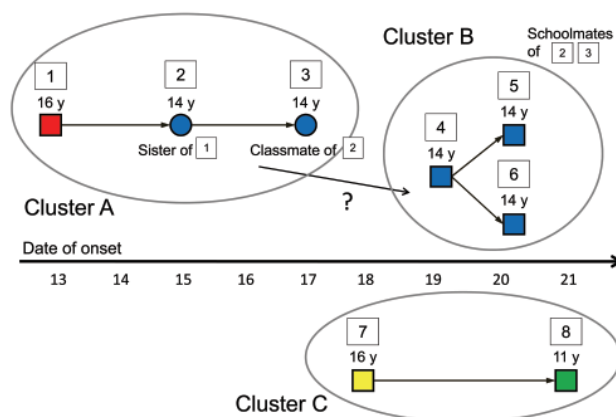 Cluster B
Schoolmates
of 2 3
1
2
3
16 y
14 y
14 y
Sister of 1
Classmate of 2
Cluster A
?
4
14 y
5
14 y
6
14 y
Date of onset
13 14 15 16 17 18 19 20 21
7
16 y
8
11 y
Cluster C